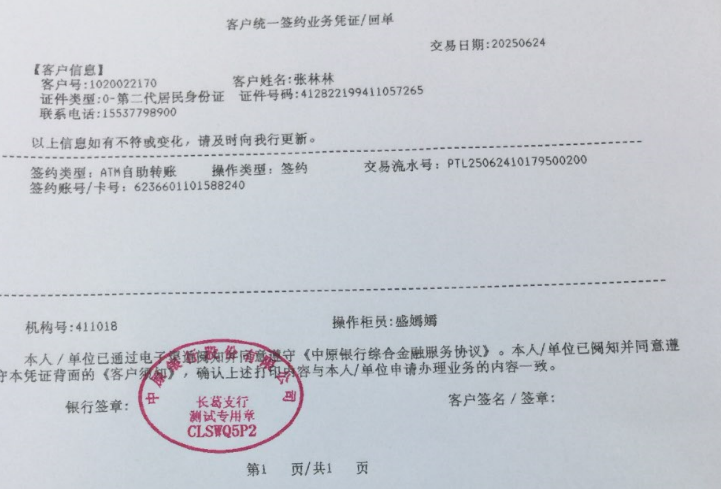 客户统一签约业务凭证/回单
交易日期:20250624
【客户信息】
客户号:1020022170 客户姓名:张林林
证件类型:0-第二代居民身份证 证件号码:412822199411057265
联系电话:15537798900
以上信息如有不符或变化，请及时向我行更新。
签约类型：ATM自助转账 操作类型：签约 交易流水号：PTL25062410179500200
签约账号/卡号：6236601101588240
机构号:411018 操作柜员:盛嫣嫣
本人／单位已通过电子渠道阅知并同意遵守《中原银行综合金融服务协议》。本人/单位已阅知并同意遵
守本凭证背面的《客户须知》，确认上述打印内容与本人/单位申请办理业务的内容一致。
银行签章: 客户签名／签章:
中原银行股份有限公司
长葛支行
测试专用章
CLSWQ5P2
第1 页/共1 页